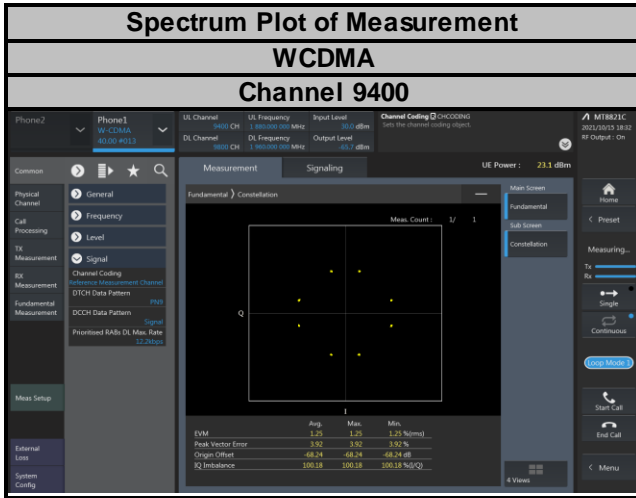 Spectrum Plot of Measurement
WCDMA
Channel 9400
Phone2
Phone1
W-CDMA
40.00 #013
UL Channel
9400 CH
UL Frequency
1 880.000 000 MHz
Input Level
30.0 dBm
DL Channel
9800 CH
DL Frequency
1 960.000 000 MHz
Output Level
-65.7 dBm
Channel Coding CHCODING
Sets the channel coding object.
MT8821C
2021/10/15 18:02
RF Output : On
Common
Physical
Channel
Call
Processing
TX
Measurement
RX
Measurement
Fundamental
Measurement
Meas Setup
External
Loss
System
Config
General
Frequency
Level
Signal
Channel Coding
Reference Measurement Channel
DTCH Data Pattern
PN9
DCCH Data Pattern
Signal
Prioritised RABs DL Max. Rate
12.2kbps
Measurement
Signaling
UE Power : 23.1 dBm
Fundamental Constellation
Meas. Count : 1/ 1
Q
I
Avg. Max. Min.
EVM 1.25 1.25 1.25 %(rms)
Peak Vector Error 3.92 3.92 3.92 %
Origin Offset -68.24 -68.24 -68.24 dB
IQ Imbalance 100.18 100.18 100.18 %(I/Q)
Main Screen
Fundamental
Sub Screen
Constellation
4 Views
Home
< Preset
Measuring...
Tx
Rx
Single
Continuous
Loop Mode 1
Start Call
End Call
< Menu